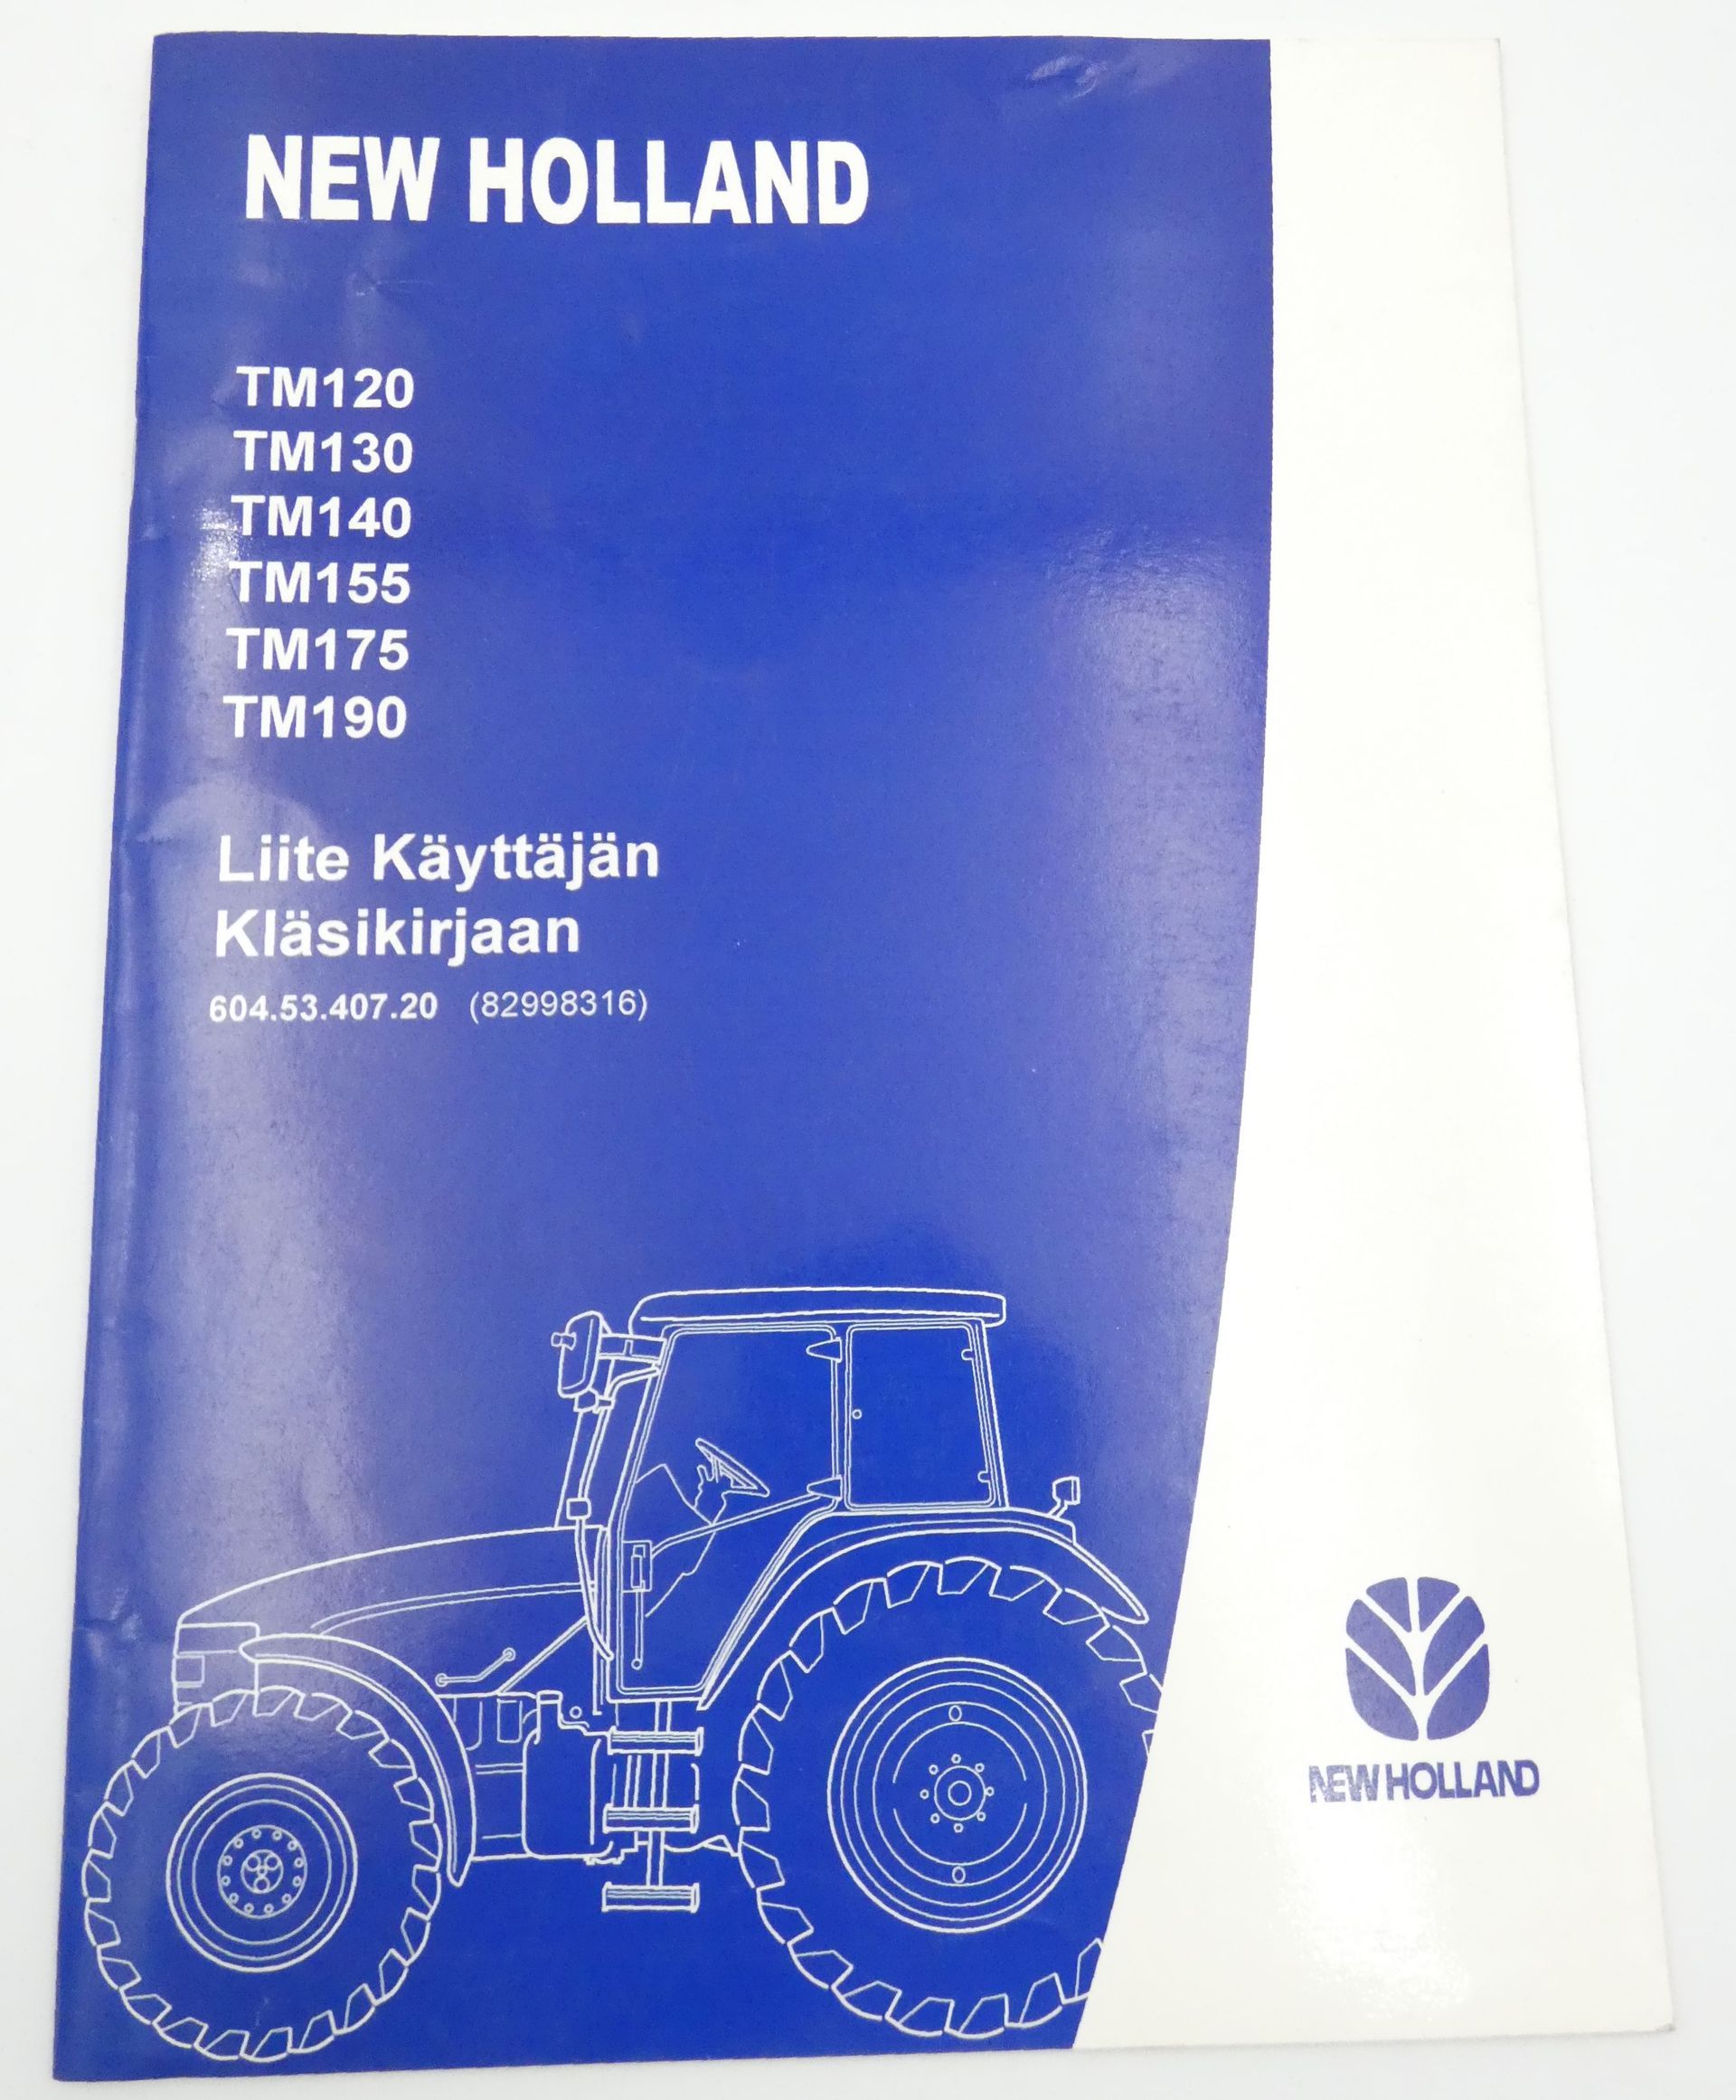 NEW HOLLAND
TM120
TM130
TM140
TM155
TM175
TM190
Liite Käyttäjän
Kläsikirjaan
604.53.407.20 (82998316)
NEW HOLLAND